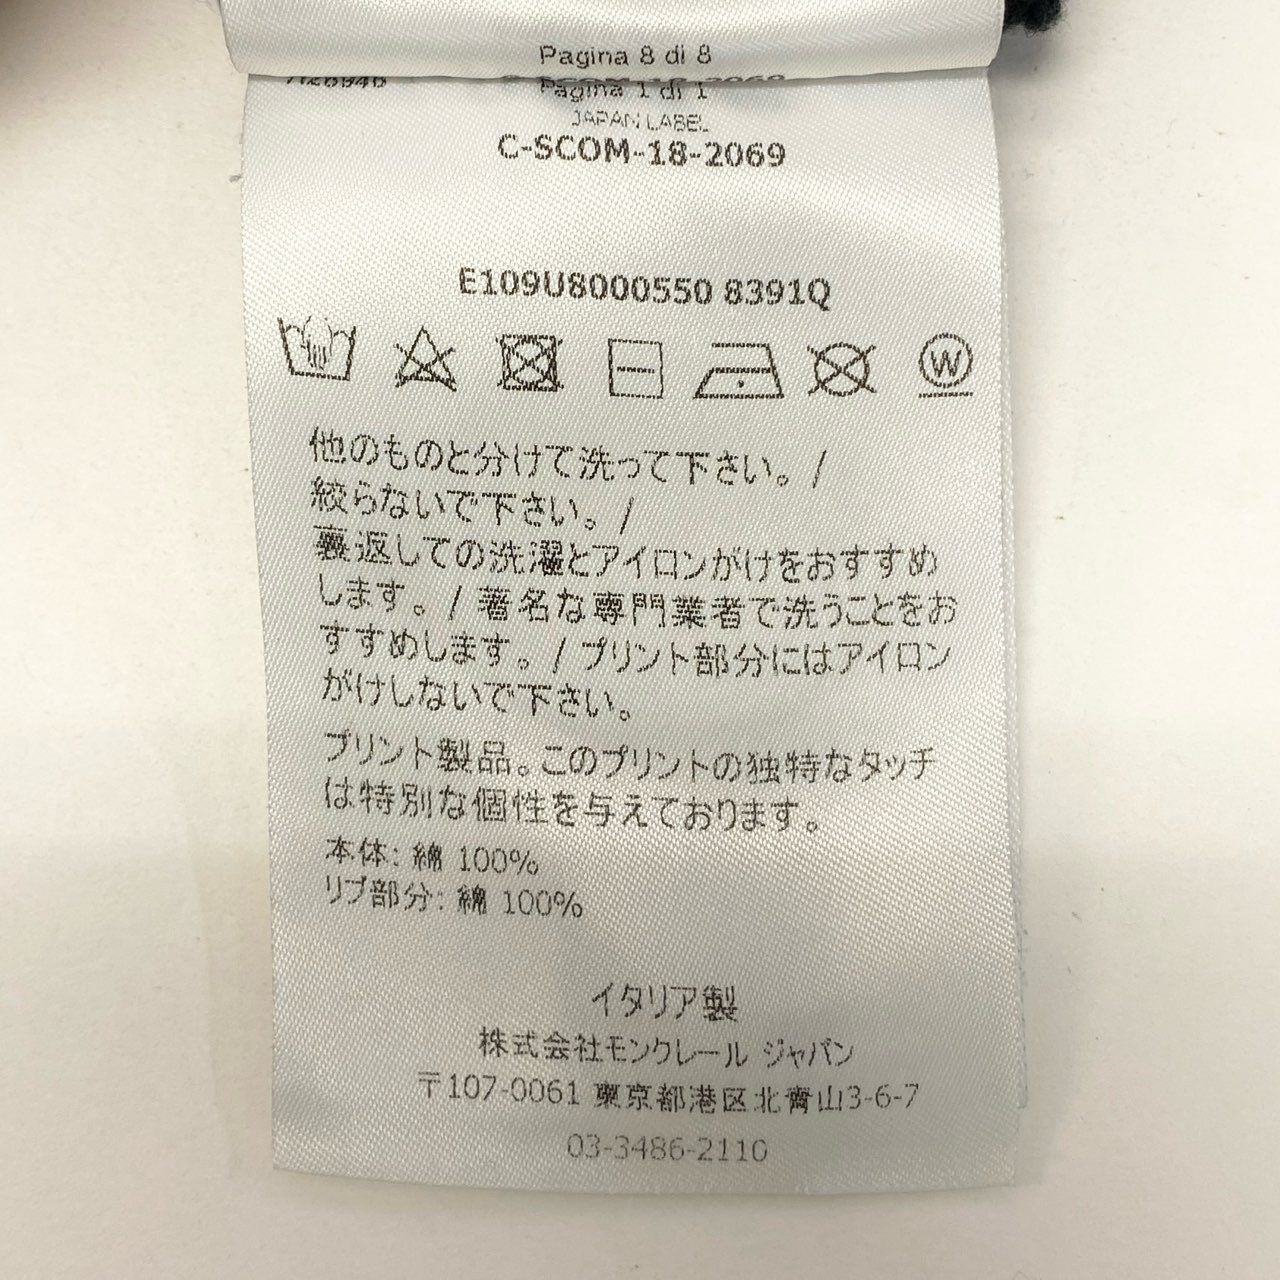 Pagina 8 di 8
Pagina 1 di 1
JAPAN LABEL
C-SCOM-18-2069
E109U8000550 8391Q
W
他のものと分けて洗って下さい。/
絞らないで下さい。/
裏返しての洗濯とアイロンがけをおすすめ
します。/ 著名な専門業者で洗うことをお
すすめします。/ プリント部分にはアイロン
がけしないで下さい。
プリント製品。このプリントの独特なタッチ
は特別な個性を与えております。
本体: 綿 100%
リブ部分: 綿 100%
イタリア製
株式会社モンクレール ジャパン
〒107-0061 東京都港区北青山3-6-7
03-3486-2110